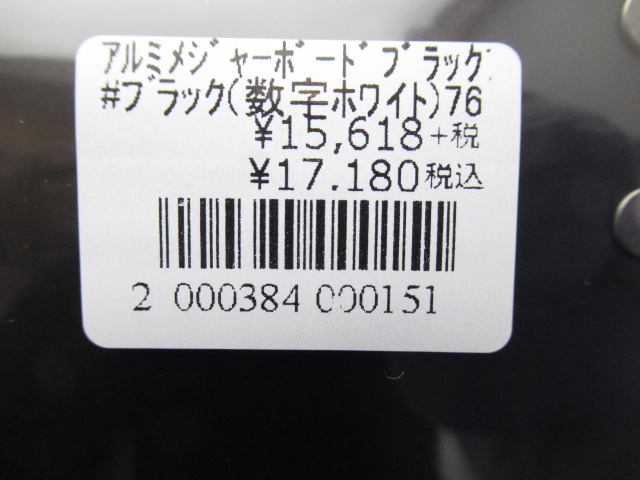 ｱﾙﾐﾒｼﾞｬｰﾎﾞｰﾄﾞﾌﾞﾗｯｸ
#ﾌﾞﾗｯｸ(数字ﾎﾜｲﾄ)76
¥15,618+税
¥17.180税込
2 000384 000151